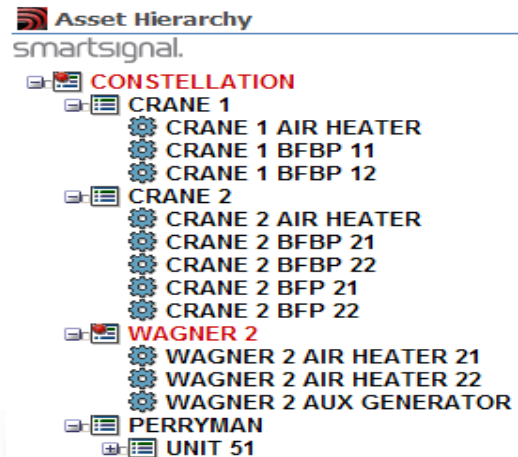 Asset Hierarchy
smartsignal.
CONSTELLATION
CRANE 1
CRANE 1 AIR HEATER
CRANE 1 BFBP 11
CRANE 1 BFBP 12
CRANE 2
CRANE 2 AIR HEATER
CRANE 2 BFBP 21
CRANE 2 BFBP 22
CRANE 2 BFP 21
CRANE 2 BFP 22
WAGNER 2
WAGNER 2 AIR HEATER 21
WAGNER 2 AIR HEATER 22
WAGNER 2 AUX GENERATOR
PERRYMAN
UNIT 51